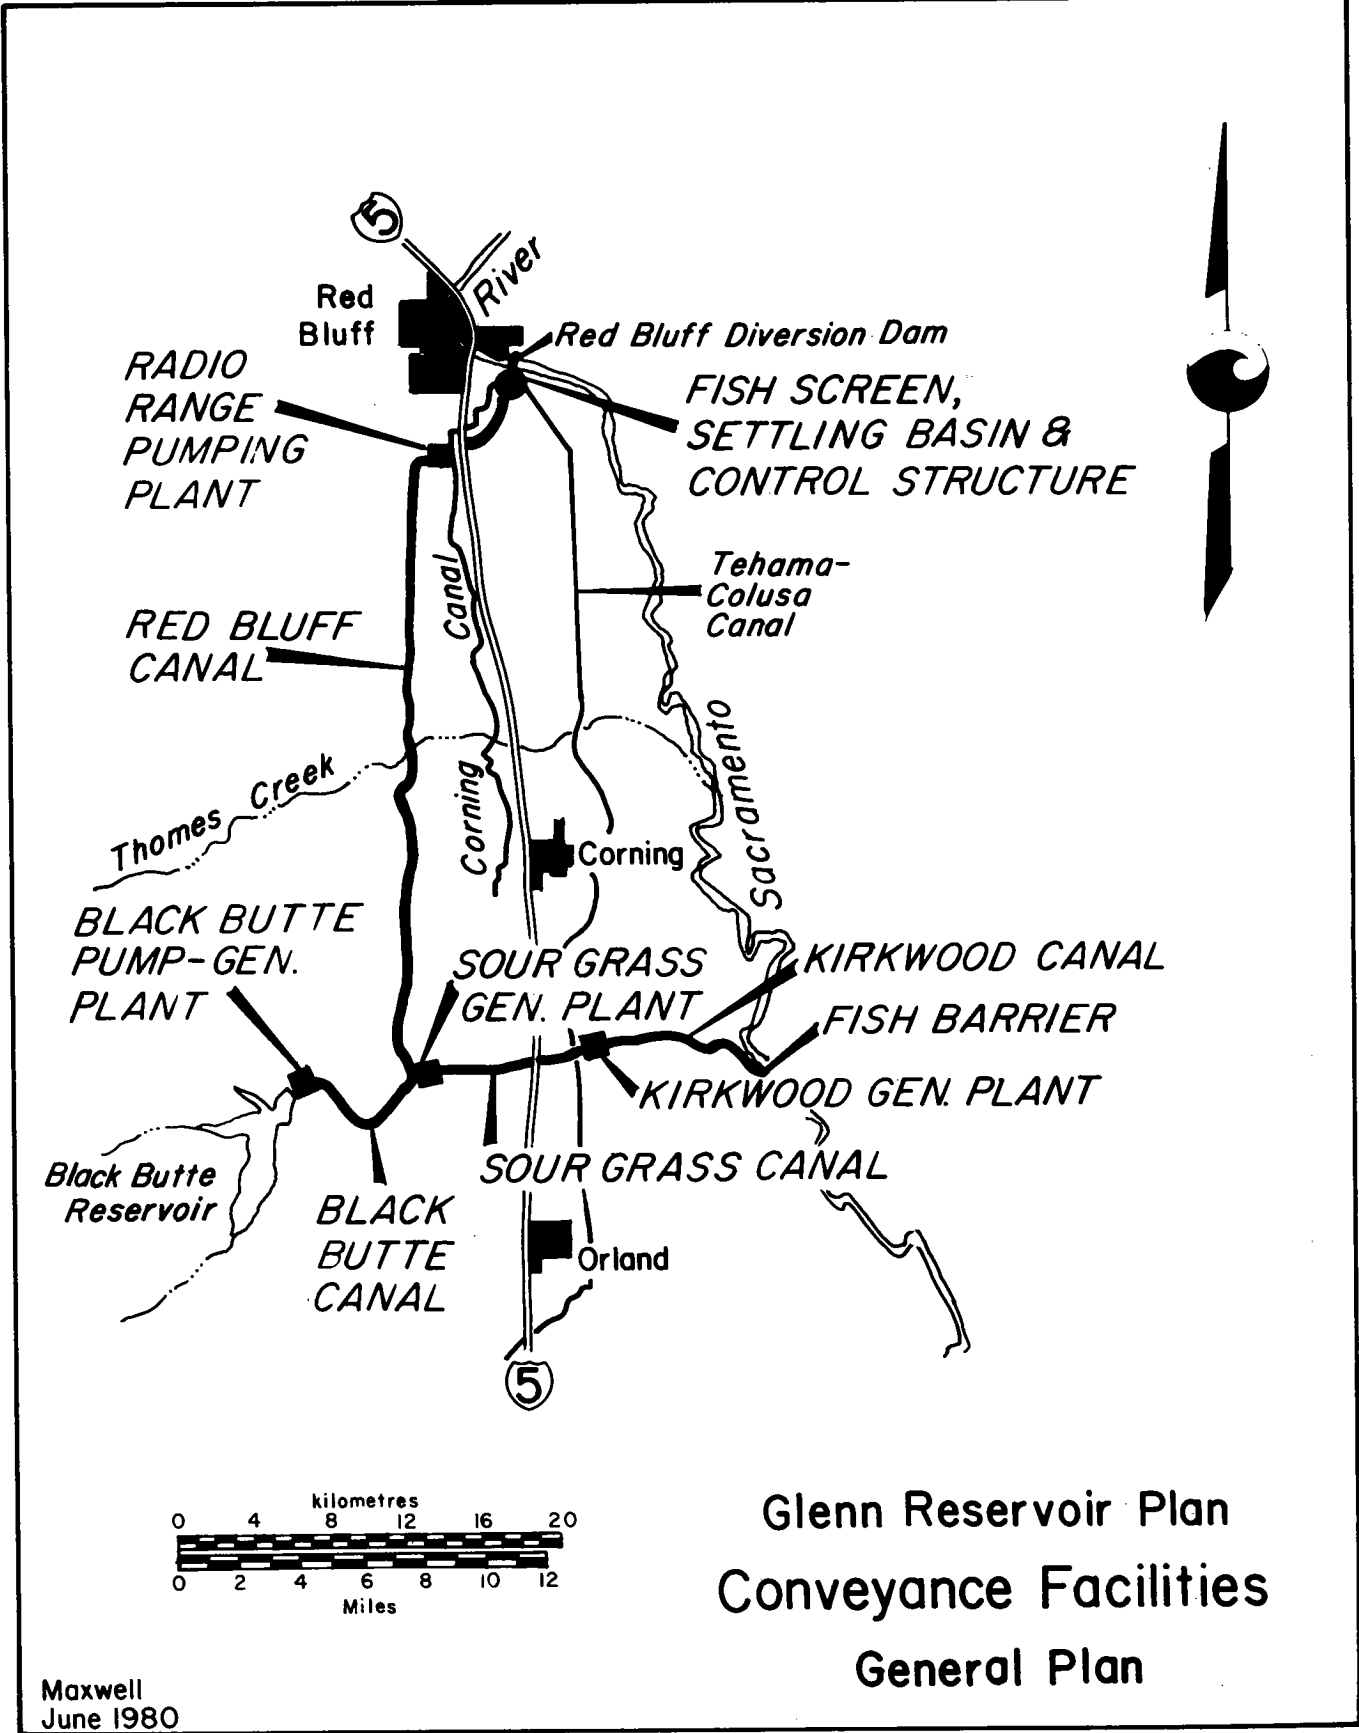 5
Red
Bluff
River
Red Bluff Diversion Dam
RADIO
RANGE
PUMPING
PLANT
FISH SCREEN,
SETTLING BASIN &
CONTROL STRUCTURE
Canal
Tehama-
Colusa
Canal
RED BLUFF
CANAL
Sacramento
Thomes Creek
Corning
Corning
BLACK BUTTE
PUMP-GEN.
PLANT
SOUR GRASS
GEN. PLANT
KIRKWOOD CANAL
FISH BARRIER
KIRKWOOD GEN. PLANT
Black Butte
Reservoir
SOUR GRASS CANAL
BLACK
BUTTE
CANAL
Orland
5
kilometres
0 4 8 12 16 20
0 2 4 6 8 10 12
Miles
Glenn Reservoir Plan
Conveyance Facilities
General Plan
Maxwell
June 1980